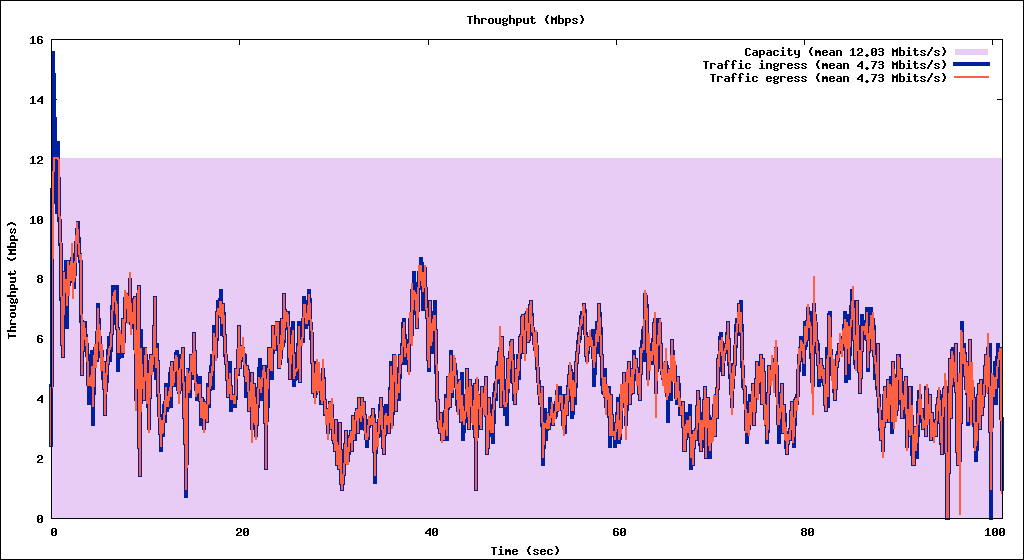 Throughput (Mbps)
Capacity (mean 12.03 Mbits/s)
Traffic ingress (mean 4.73 Mbits/s)
Traffic egress (mean 4.73 Mbits/s)
16
14
12
10
8
6
4
2
0
Throughput (Mbps)
0 20 40 60 80 100
Time (sec)